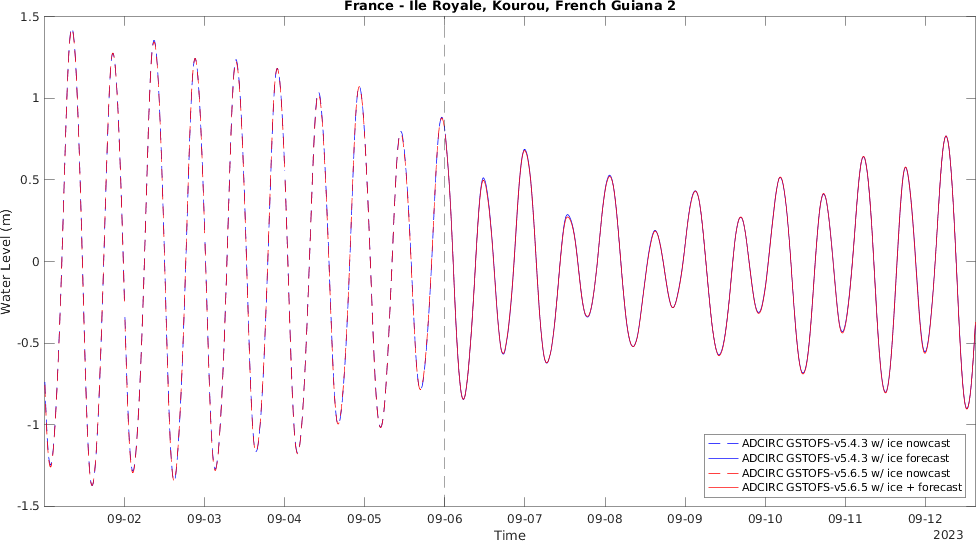 France - Ile Royale, Kourou, French Guiana 2
1.5
1
0.5
0
-0.5
-1
-1.5
Water Level (m)
ADCIRC GSTOFS-v5.4.3 w/ ice nowcast
ADCIRC GSTOFS-v5.4.3 w/ ice forecast
ADCIRC GSTOFS-v5.6.5 w/ ice nowcast
ADCIRC GSTOFS-v5.6.5 w/ ice + forecast
09-02 09-03 09-04 09-05 09-06 09-07 09-08 09-09 09-10 09-11 09-12
Time
2023